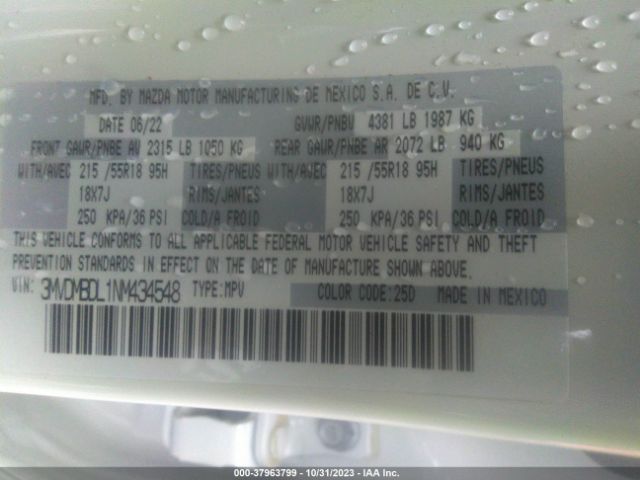 MFD. BY MAZDA MOTOR MANUFACTURING DE MEXICO S.A. DE C.V.
DATE 06/22 GVWR/PNBV 4381 LB 1987 KG
FRONT GAWR/PNBE AV 2315 LB 1050 KG REAR GAWR/PNBE AR 2072 LB 940 KG
WITH/AVEC 215 /55R18 95H TIRES/PNEUS WITH/AVEC 215 /55R18 95H TIRES/PNEUS
18X7J RIMS/JANTES 18X7J RIMS/JANTES
250 KPA/36 PSI COLD/A FROID 250 KPA/36 PSI COLD/A FROID
THIS VEHICLE CONFORMS TO ALL APPLICABLE FEDERAL MOTOR VEHICLE SAFETY AND THEFT
PREVENTION STANDARDS IN EFFECT ON THE DATE OF MANUFACTURE SHOWN ABOVE.
VIN: 3MVDMBDL1NM434548 TYPE:MPV COLOR CODE:25D MADE IN MEXICO
000-37963799 - 10/31/2023 - IAA Inc.